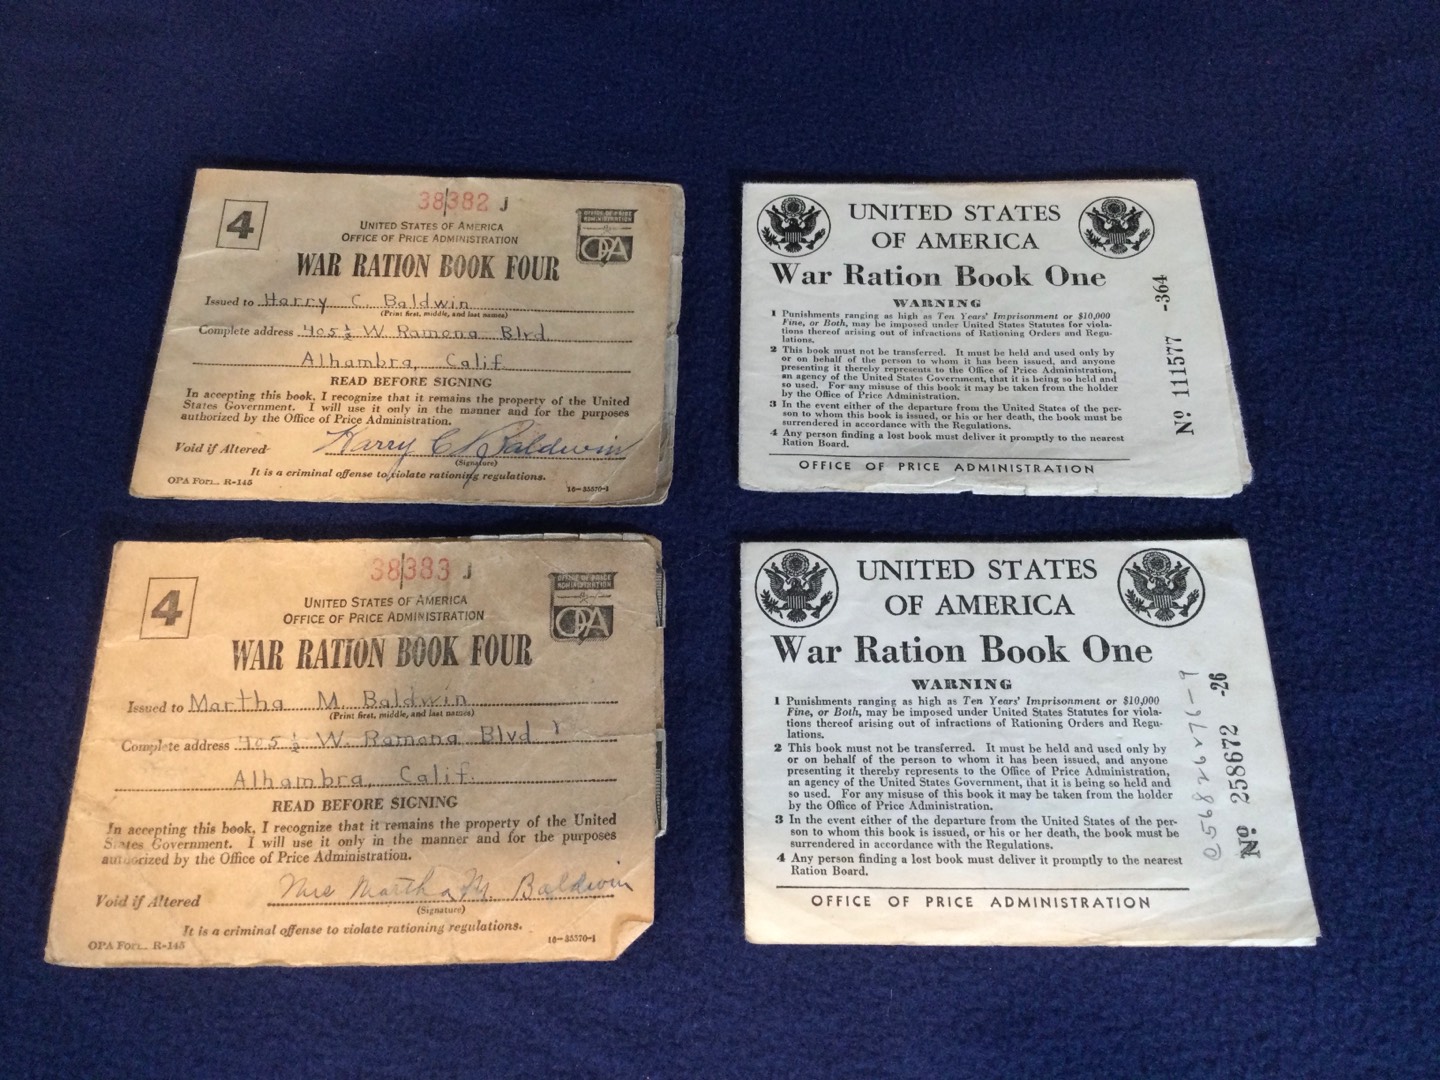 38382 J
4
UNITED STATES OF AMERICA
OFFICE OF PRICE ADMINISTRATION
OFFICE OF PRICE
ADMINISTRATION
OPA
WAR RATION BOOK FOUR
Issued to Harry C. Baldwin
(Print first, middle, and last names)
Complete address 405 ½ W. Ramona Blvd.
Alhambra, Calif.
READ BEFORE SIGNING
In accepting this book, I recognize that it remains the property of the United
States Government. I will use it only in the manner and for the purposes
authorized by the Office of Price Administration.
Void if Altered Harry C Baldwin
(Signature)
It is a criminal offense to violate rationing regulations.
OPA Form R-145
16-35570-1
UNITED STATES
OF AMERICA
War Ration Book One
WARNING
1 Punishments ranging as high as Ten Years' Imprisonment or $10,000
Fine, or Both, may be imposed under United States Statutes for viola-
tions thereof arising out of infractions of Rationing Orders and Regu-
lations.
2 This book must not be transferred. It must be held and used only by
or on behalf of the person to whom it has been issued, and anyone
presenting it thereby represents to the Office of Price Administration,
an agency of the United States Government, that it is being so held and
so used. For any misuse of this book it may be taken from the holder
by the Office of Price Administration.
3 In the event either of the departure from the United States of the per-
son to whom this book is issued, or his or her death, the book must be
surrendered in accordance with the Regulations.
4 Any person finding a lost book must deliver it promptly to the nearest
Ration Board.
OFFICE OF PRICE ADMINISTRATION
Nº 111577 -364
38383 J
4
UNITED STATES OF AMERICA
OFFICE OF PRICE ADMINISTRATION
OFFICE OF PRICE
ADMINISTRATION
OPA
WAR RATION BOOK FOUR
Issued to Martha M. Baldwin
(Print first, middle, and last names)
Complete address 405 ½ W. Ramona Blvd
Alhambra, Calif.
READ BEFORE SIGNING
In accepting this book, I recognize that it remains the property of the United
States Government. I will use it only in the manner and for the purposes
authorized by the Office of Price Administration.
Void if Altered Mrs Martha M. Baldwin
(Signature)
It is a criminal offense to violate rationing regulations.
OPA Form R-145
16-35570-1
UNITED STATES
OF AMERICA
War Ration Book One
WARNING
1 Punishments ranging as high as Ten Years' Imprisonment or $10,000
Fine, or Both, may be imposed under United States Statutes for viola-
tions thereof arising out of infractions of Rationing Orders and Regu-
lations.
2 This book must not be transferred. It must be held and used only by
or on behalf of the person to whom it has been issued, and anyone
presenting it thereby represents to the Office of Price Administration,
an agency of the United States Government, that it is being so held and
so used. For any misuse of this book it may be taken from the holder
by the Office of Price Administration.
3 In the event either of the departure from the United States of the per-
son to whom this book is issued, or his or her death, the book must be
surrendered in accordance with the Regulations.
4 Any person finding a lost book must deliver it promptly to the nearest
Ration Board.
OFFICE OF PRICE ADMINISTRATION
Nº 258672 -26